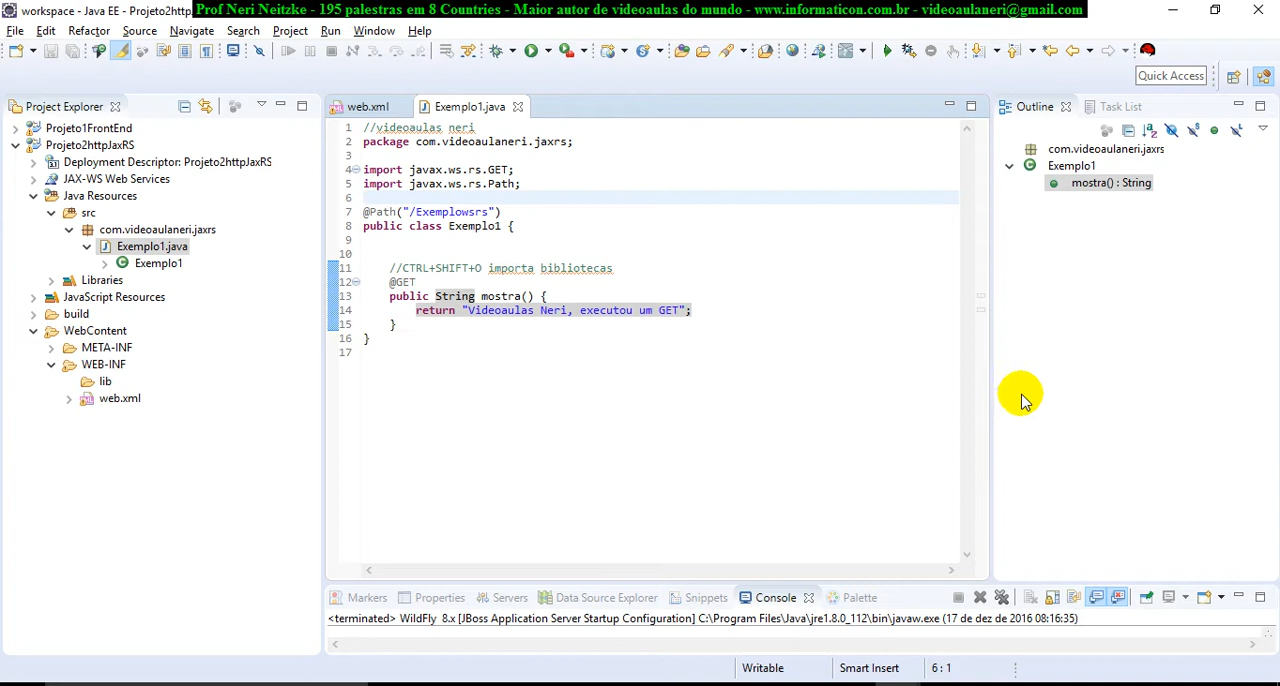 workspace - Java EE - Projeto2http
Prof Neri Neitzke - 195 palestras em 8 Countries - Maior autor de videoaulas do mundo - www.informaticon.com.br - videoaulaneri@gmail.com
File Edit Refactor Source Navigate Search Project Run Window Help
Quick Access
Project Explorer
Projeto1FrontEnd
Projeto2httpJaxRS
Deployment Descriptor: Projeto2httpJaxRS
JAX-WS Web Services
Java Resources
src
com.videoaulaneri.jaxrs
Exemplo1.java
Exemplo1
Libraries
JavaScript Resources
build
WebContent
META-INF
WEB-INF
lib
web.xml
web.xml
Exemplo1.java
1 //videoaulas neri
2 package com.videoaulaneri.jaxrs;
3
4 import javax.ws.rs.GET;
5 import javax.ws.rs.Path;
6
7 @Path("/Exemplowsrs")
8 public class Exemplo1 {
9
10
11 //CTRL+SHIFT+O importa bibliotecas
12 @GET
13 public String mostra() {
14 return "Videoaulas Neri, executou um GET";
15 }
16 }
17
Outline
Task List
com.videoaulaneri.jaxrs
Exemplo1
mostra() : String
Markers Properties Servers Data Source Explorer Snippets Console Palette
<terminated> WildFly 8.x [JBoss Application Server Startup Configuration] C:\Program Files\Java\jre1.8.0_112\bin\javaw.exe (17 de dez de 2016 08:16:35)
Writable Smart Insert 6 : 1